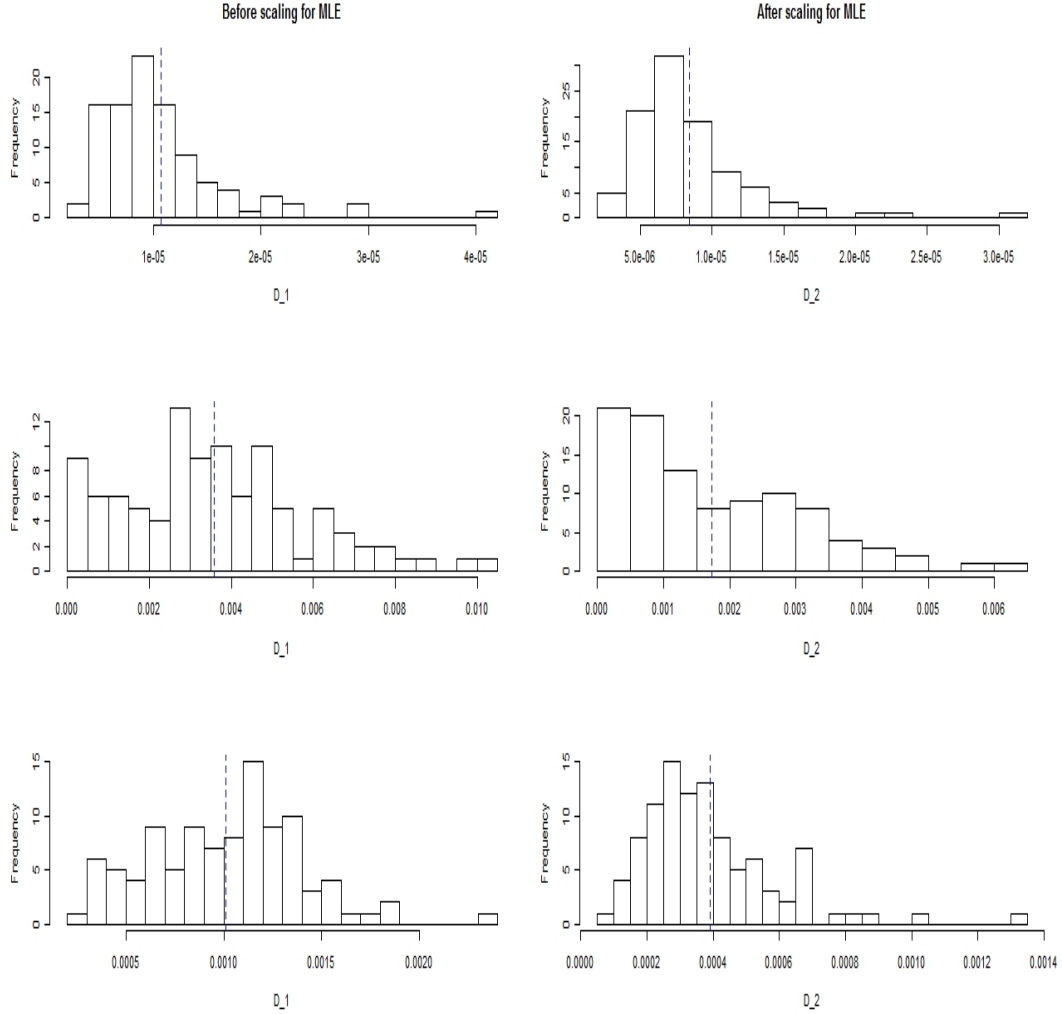 Before scaling for MLE
After scaling for MLE
Frequency
0 5 10 15 20
1e-05 2e-05 3e-05 4e-05
D_1
Frequency
0 5 15 25
5.0e-06 1.0e-05 1.5e-05 2.0e-05 2.5e-05 3.0e-05
D_2
Frequency
0 2 4 6 8 12
0.000 0.002 0.004 0.006 0.008 0.010
D_1
Frequency
0 5 10 15 20
0.000 0.001 0.002 0.003 0.004 0.005 0.006
D_2
Frequency
0 5 10 15
0.0005 0.0010 0.0015 0.0020
D_1
Frequency
0 5 10 15
0.0000 0.0002 0.0004 0.0006 0.0008 0.0010 0.0012 0.0014
D_2